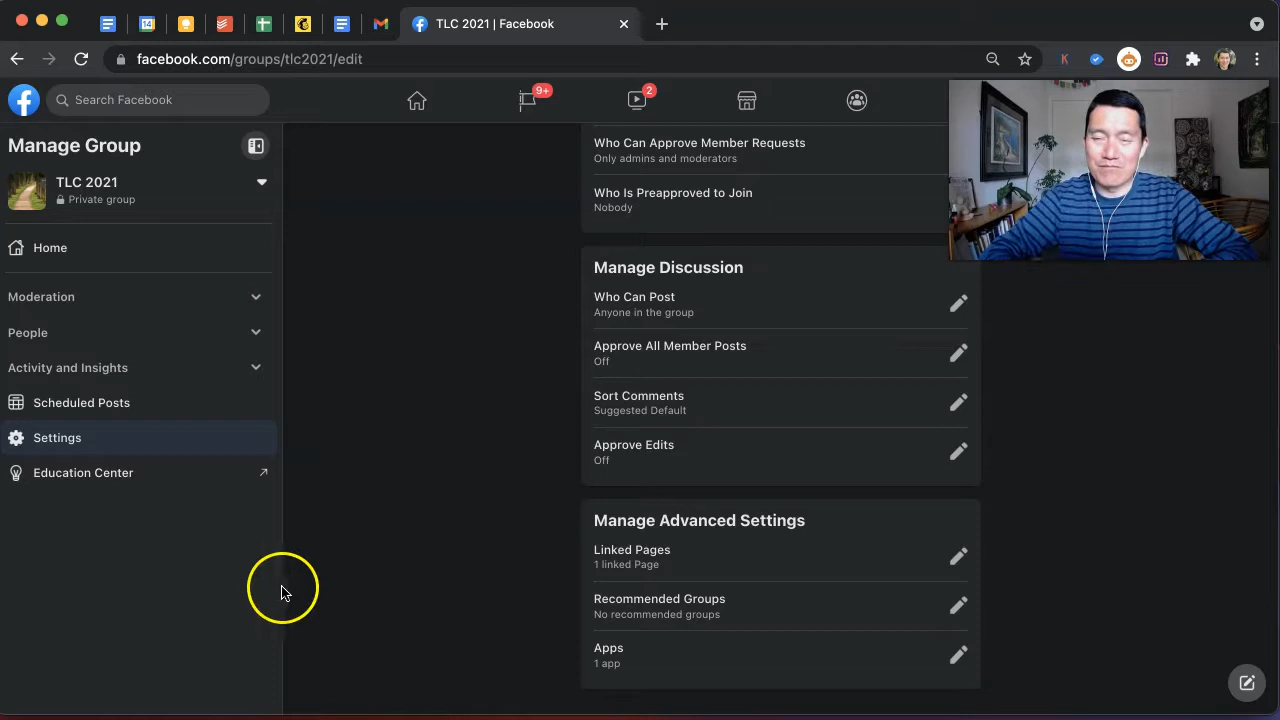 TLC 2021 | Facebook
facebook.com/groups/tlc2021/edit
Search Facebook
9+
2
Manage Group
TLC 2021
Private group
Home
Moderation
People
Activity and Insights
Scheduled Posts
Settings
Education Center
Who Can Approve Member Requests
Only admins and moderators
Who Is Preapproved to Join
Nobody
Manage Discussion
Who Can Post
Anyone in the group
Approve All Member Posts
Off
Sort Comments
Suggested Default
Approve Edits
Off
Manage Advanced Settings
Linked Pages
1 linked Page
Recommended Groups
No recommended groups
Apps
1 app